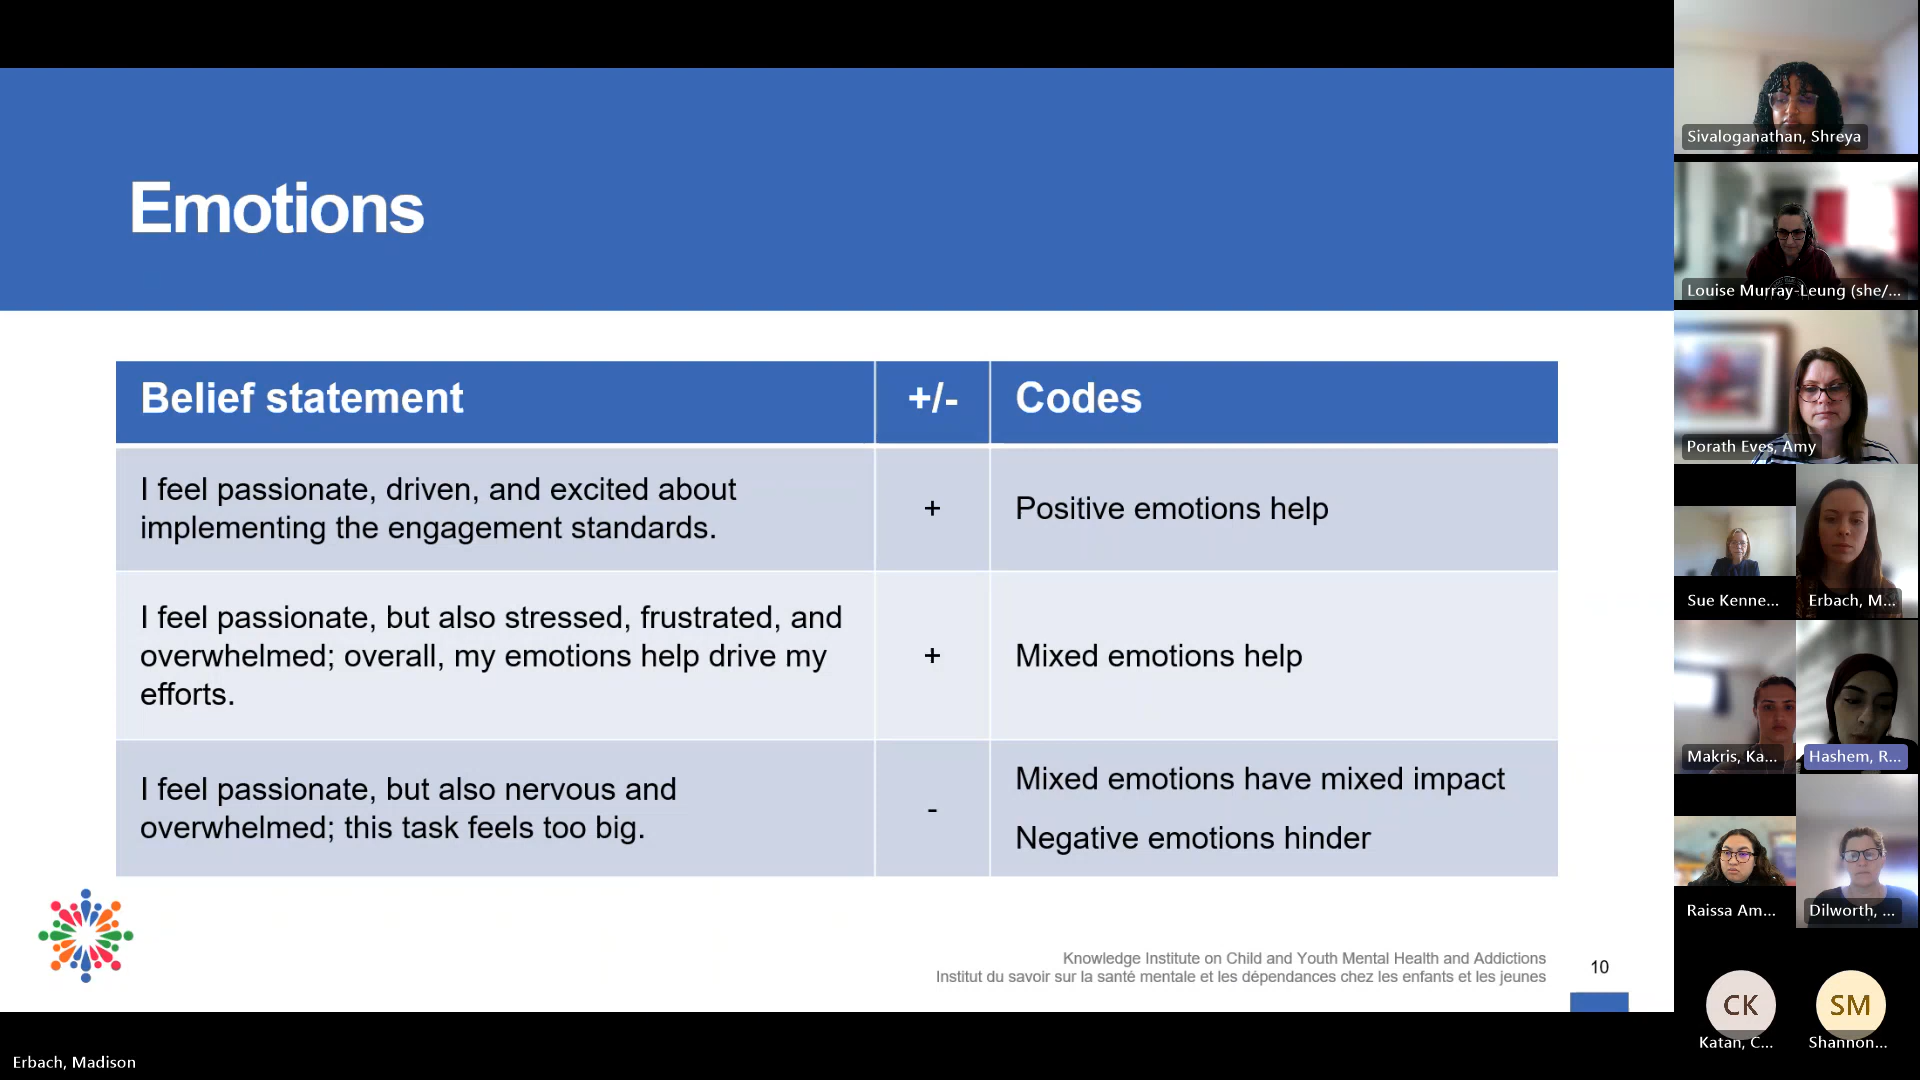 Emotions
Belief statement
+/-
Codes
I feel passionate, driven, and excited about
implementing the engagement standards.
+
Positive emotions help
I feel passionate, but also stressed, frustrated, and
overwhelmed; overall, my emotions help drive my
efforts.
+
Mixed emotions help
I feel passionate, but also nervous and
overwhelmed; this task feels too big.
-
Mixed emotions have mixed impact
Negative emotions hinder
Knowledge Institute on Child and Youth Mental Health and Addictions
Institut du savoir sur la santé mentale et les dépendances chez les enfants et les jeunes
10
Erbach, Madison
Sivaloganathan, Shreya
Louise Murray-Leung (she/...
Porath Eves, Amy
Sue Kenne...
Erbach, M...
Makris, Ka...
Hashem, R...
Raissa Am...
Dilworth, ...
CK
Katan, C...
SM
Shannon...